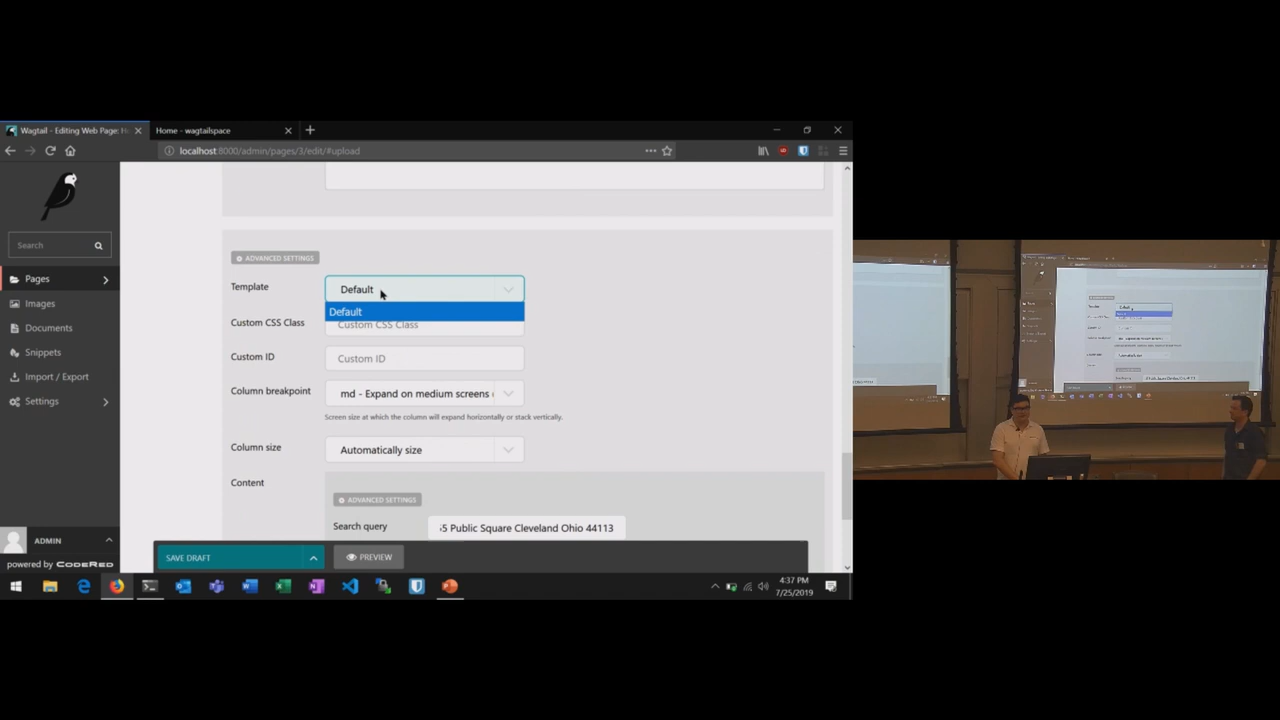 Wagtail - Editing Web Page: H
Home - wagtailspace
localhost:8000/admin/pages/3/edit/#upload
Search
Pages
Images
Documents
Snippets
Import / Export
Settings
ADMIN
powered by CODERED
ADVANCED SETTINGS
Template
Default
Default
Custom CSS Class
Custom CSS Class
Custom ID
Custom ID
Column breakpoint
md - Expand on medium screens
Screen size at which the column will expand horizontally or stack vertically.
Column size
Automatically size
Content
ADVANCED SETTINGS
Search query
5 Public Square Cleveland Ohio 44113
SAVE DRAFT
PREVIEW
4:37 PM
7/25/2019